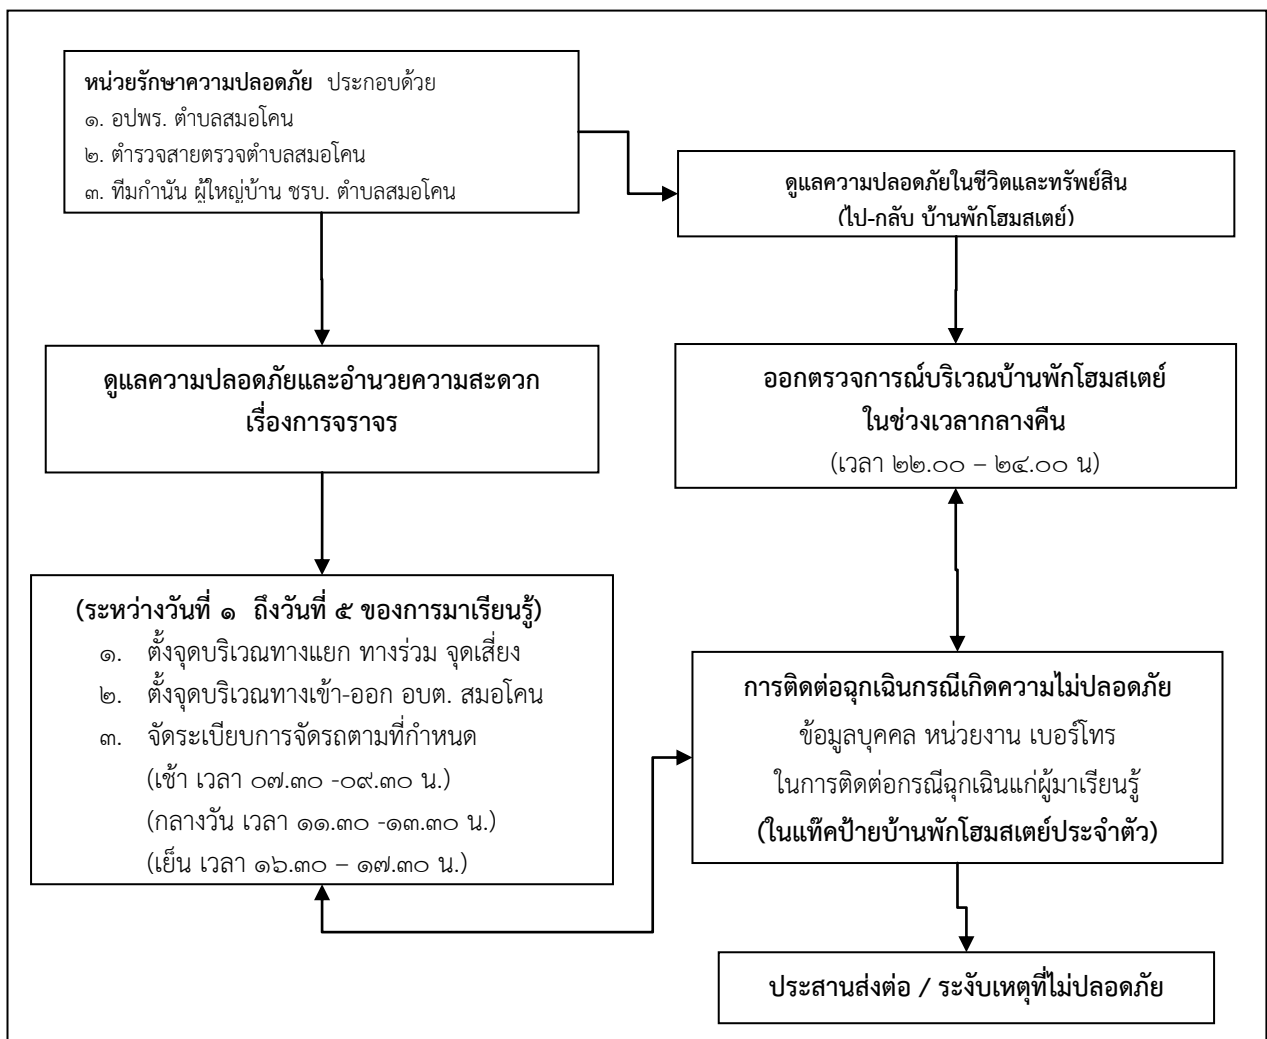 หน่วยรักษาความปลอดภัย ประกอบด้วย
๑. อปพร. ตำบลสมอโคน
๒. ตำรวจสายตรวจตำบลสมอโคน
๓. ทีมกำนัน ผู้ใหญ่บ้าน ชรบ. ตำบลสมอโคน
ดูแลความปลอดภัยในชีวิตและทรัพย์สิน
(ไป-กลับ บ้านพักโฮมสเตย์)
ดูแลความปลอดภัยและอำนวยความสะดวก
เรื่องการจราจร
ออกตรวจการณ์บริเวณบ้านพักโฮมสเตย์
ในช่วงเวลากลางคืน
(เวลา ๒๒.๐๐ – ๒๔.๐๐ น)
(ระหว่างวันที่ ๑ ถึงวันที่ ๕ ของการมาเรียนรู้)
๑. ตั้งจุดบริเวณทางแยก ทางร่วม จุดเสี่ยง
๒. ตั้งจุดบริเวณทางเข้า-ออก อบต. สมอโคน
๓. จัดระเบียบการจัดรถตามที่กำหนด
(เช้า เวลา ๐๗.๓๐ -๐๙.๓๐ น.)
(กลางวัน เวลา ๑๑.๓๐ -๑๓.๓๐ น.)
(เย็น เวลา ๑๖.๓๐ – ๑๗.๓๐ น.)
การติดต่อฉุกเฉินกรณีเกิดความไม่ปลอดภัย
ข้อมูลบุคคล หน่วยงาน เบอร์โทร
ในการติดต่อกรณีฉุกเฉินแก่ผู้มาเรียนรู้
(ในแท๊คป้ายบ้านพักโฮมสเตย์ประจำตัว)
ประสานส่งต่อ / ระงับเหตุที่ไม่ปลอดภัย